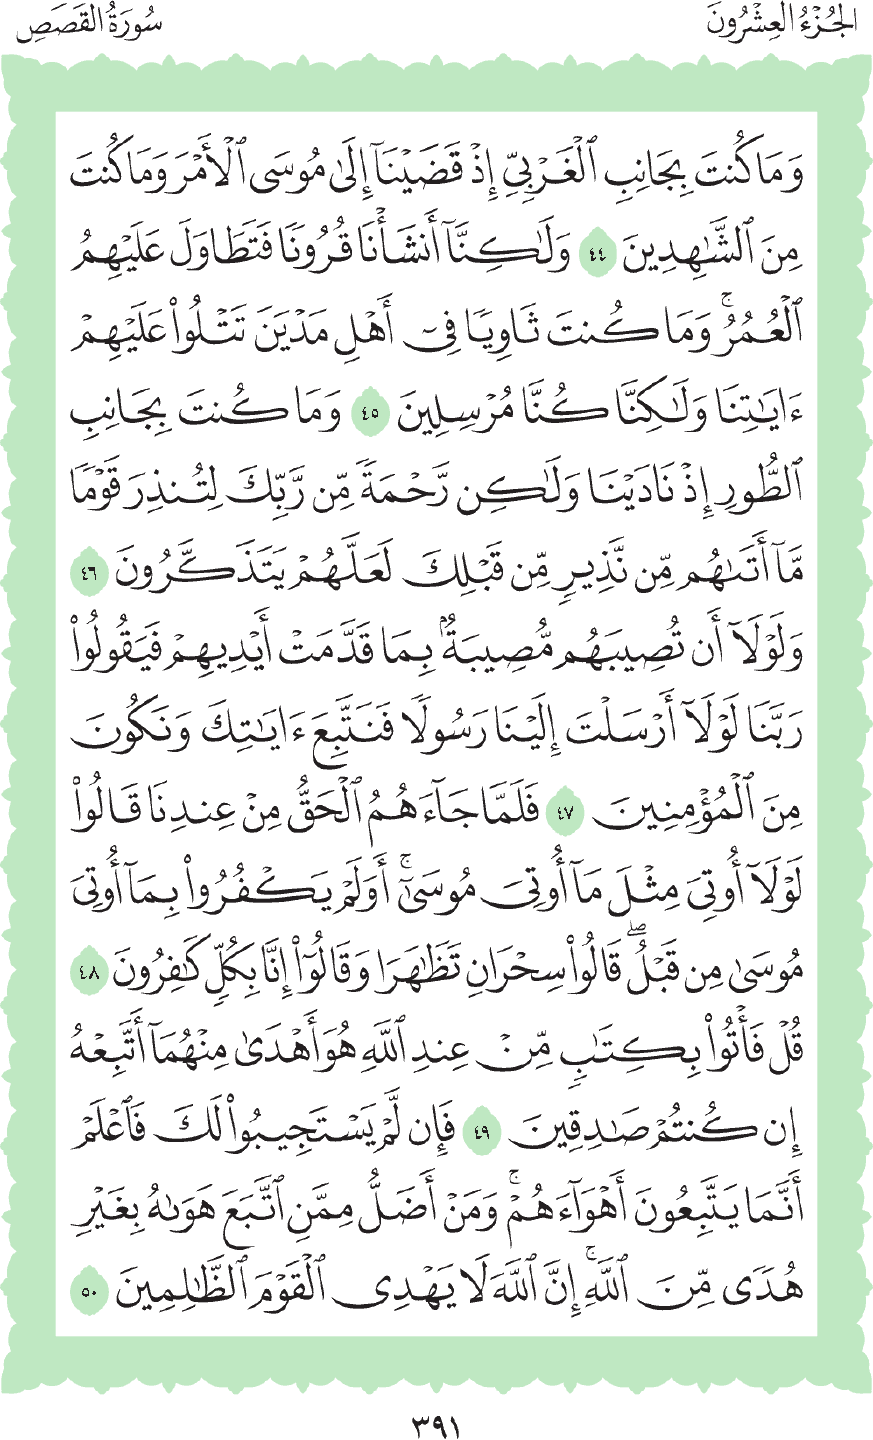 الجُزْءُ العِشْرُونَ
سُورَةُ القَصَصِ
وَمَا كُنتَ بِجَانِبِ ٱلْغَرْبِىِّ إِذْ قَضَيْنَآ إِلَىٰ مُوسَى ٱلْأَمْرَ وَمَا كُنتَ
مِنَ ٱلشَّـٰهِدِينَ ٤٤ وَلَـٰكِنَّآ أَنشَأْنَا قُرُونًا فَتَطَاوَلَ عَلَيْهِمُ
ٱلْعُمُرُ ۚ وَمَا كُنتَ ثَاوِيًا فِىٓ أَهْلِ مَدْيَنَ تَتْلُوا۟ عَلَيْهِمْ
ءَايَـٰتِنَا وَلَـٰكِنَّا كُنَّا مُرْسِلِينَ ٤٥ وَمَا كُنتَ بِجَانِبِ
ٱلطُّورِ إِذْ نَادَيْنَا وَلَـٰكِن رَّحْمَةً مِّن رَّبِّكَ لِتُنذِرَ قَوْمًا
مَّآ أَتَىٰهُم مِّن نَّذِيرٍ مِّن قَبْلِكَ لَعَلَّهُمْ يَتَذَكَّرُونَ ٤٦
وَلَوْلَآ أَن تُصِيبَهُم مُّصِيبَةٌۢ بِمَا قَدَّمَتْ أَيْدِيهِمْ فَيَقُولُوا۟
رَبَّنَا لَوْلَآ أَرْسَلْتَ إِلَيْنَا رَسُولًا فَنَتَّبِعَ ءَايَـٰتِكَ وَنَكُونَ
مِنَ ٱلْمُؤْمِنِينَ ٤٧ فَلَمَّا جَآءَهُمُ ٱلْحَقُّ مِنْ عِندِنَا قَالُوا۟
لَوْلَآ أُوتِىَ مِثْلَ مَآ أُوتِىَ مُوسَىٰٓ ۚ أَوَلَمْ يَكْفُرُوا۟ بِمَآ أُوتِىَ
مُوسَىٰ مِن قَبْلُ ۖ قَالُوا۟ سِحْرَانِ تَظَـٰهَرَا وَقَالُوٓا۟ إِنَّا بِكُلٍّ كَـٰفِرُونَ ٤٨
قُلْ فَأْتُوا۟ بِكِتَـٰبٍ مِّنْ عِندِ ٱللَّهِ هُوَ أَهْدَىٰ مِنْهُمَآ أَتَّبِعْهُ
إِن كُنتُمْ صَـٰدِقِينَ ٤٩ فَإِن لَّمْ يَسْتَجِيبُوا۟ لَكَ فَٱعْلَمْ
أَنَّمَا يَتَّبِعُونَ أَهْوَآءَهُمْ ۚ وَمَنْ أَضَلُّ مِمَّنِ ٱتَّبَعَ هَوَىٰهُ بِغَيْرِ
هُدًى مِّنَ ٱللَّهِ ۚ إِنَّ ٱللَّهَ لَا يَهْدِى ٱلْقَوْمَ ٱلظَّـٰلِمِينَ ٥٠
٣٩١